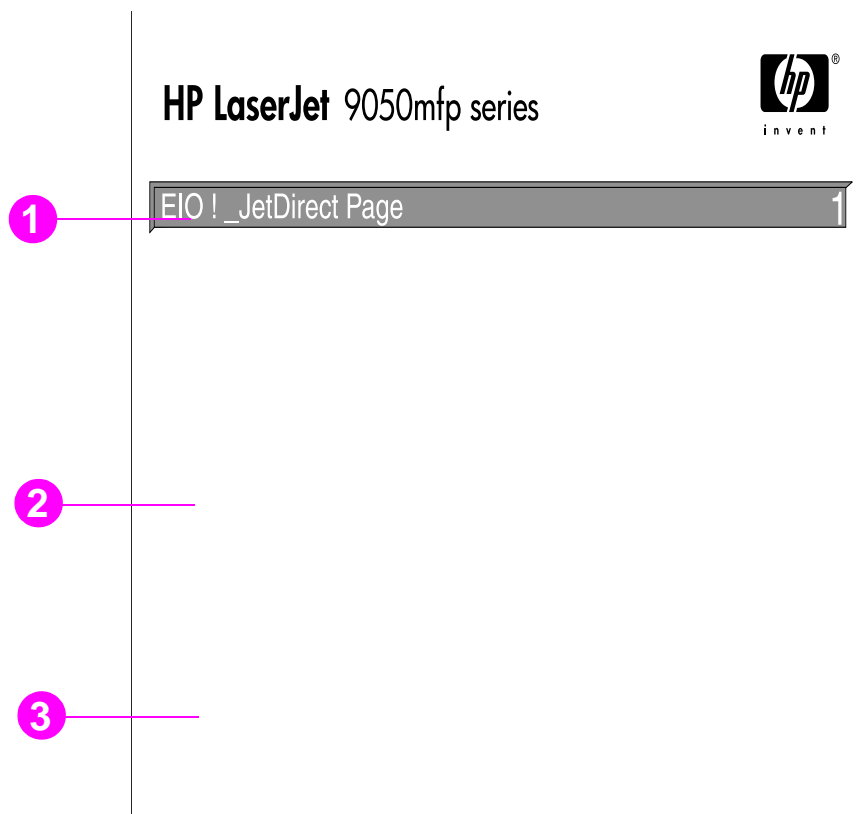 HP LaserJet 9050mfp series
hp ®
invent
1
EIO ! _JetDirect Page 1
2
3